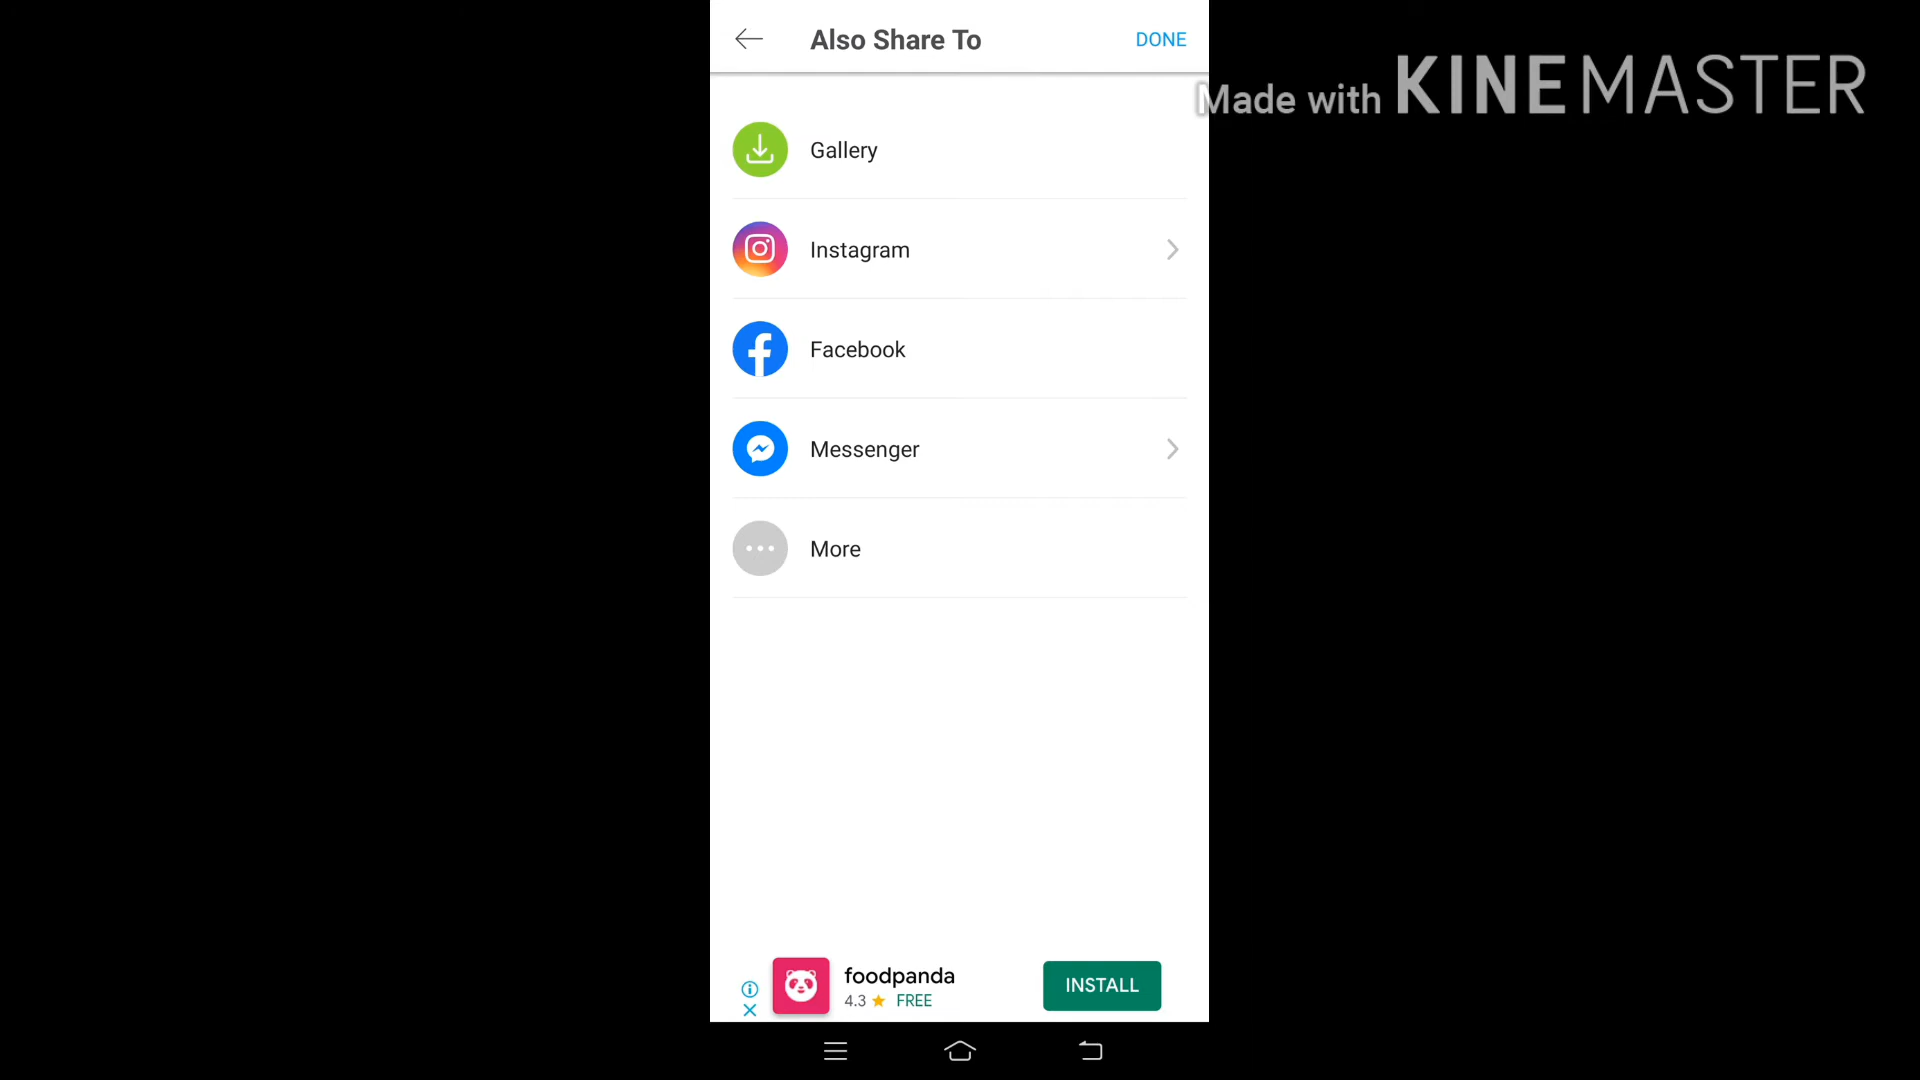 Also Share To
DONE
Made with KINEMASTER
Gallery
Instagram
Facebook
Messenger
More
foodpanda
4.3 ★ FREE
INSTALL